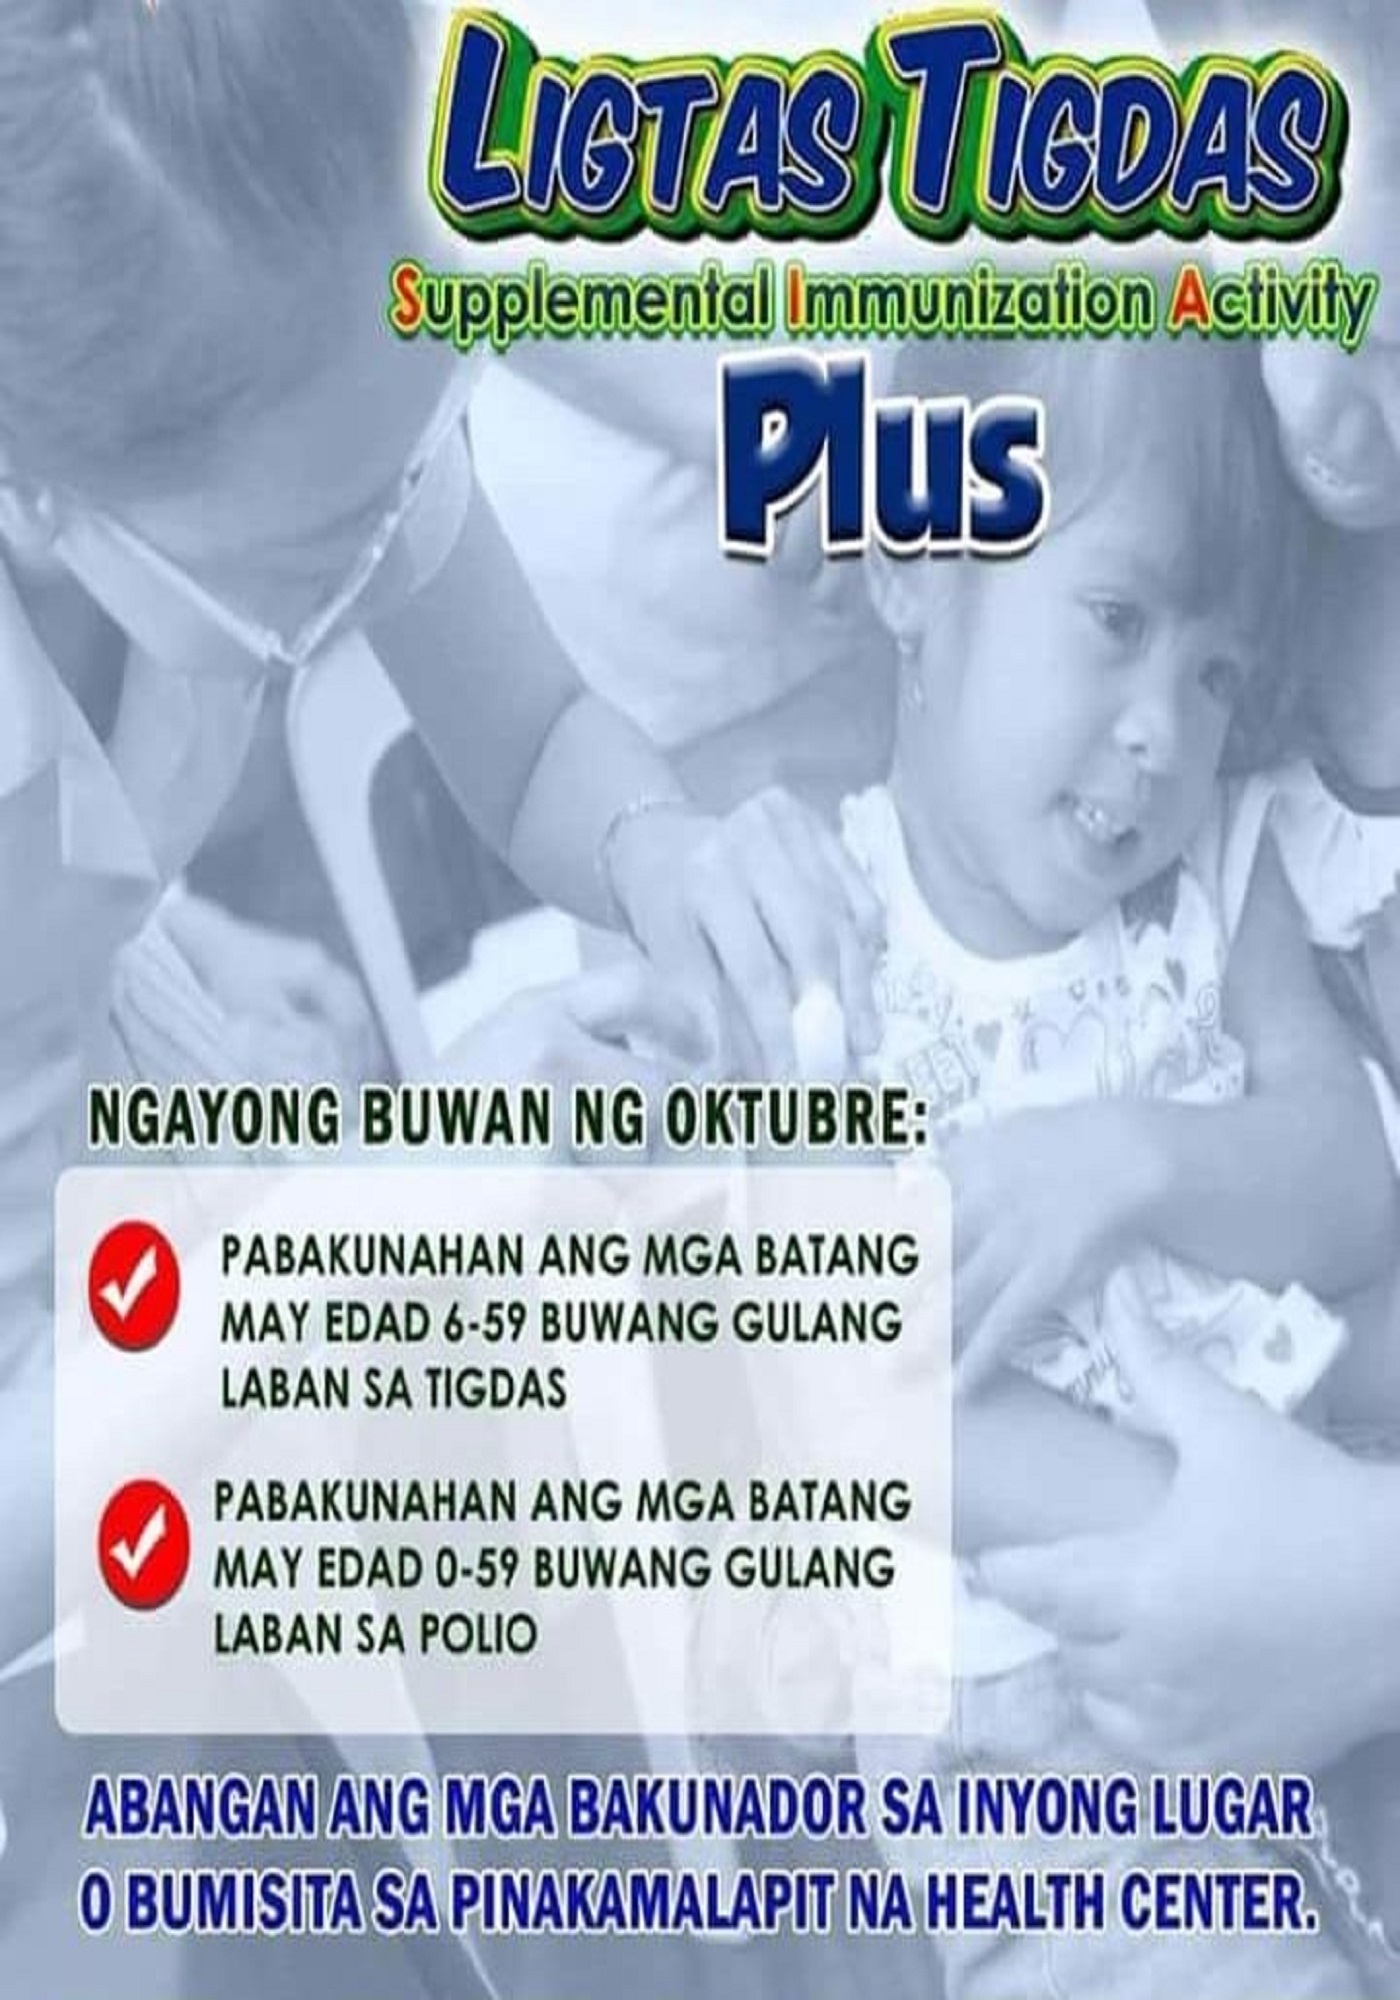 LIGTAS TIGDAS
Supplemental Immunization Activity
Plus
NGAYONG BUWAN NG OKTUBRE:
PABAKUNAHAN ANG MGA BATANG
MAY EDAD 6-59 BUWANG GULANG
LABAN SA TIGDAS
PABAKUNAHAN ANG MGA BATANG
MAY EDAD 0-59 BUWANG GULANG
LABAN SA POLIO
ABANGAN ANG MGA BAKUNADOR SA INYONG LUGAR
O BUMISITA SA PINAKAMALAPIT NA HEALTH CENTER.